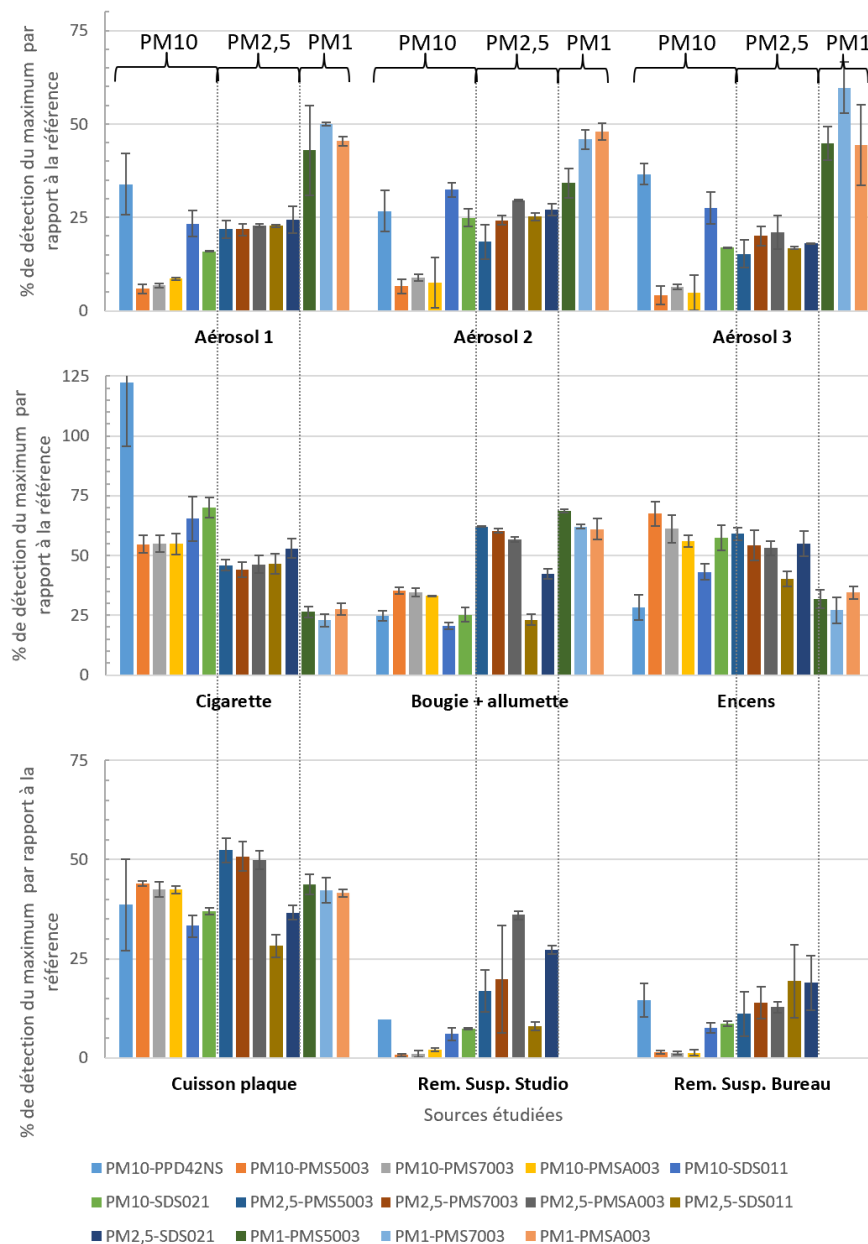 75
PM10 PM2,5 PM1 PM10 PM2,5 PM1 PM10 PM2,5 PM1
50
25
0
% de détection du maximum par
rapport à la référence
Aérosol 1 Aérosol 2 Aérosol 3
125
100
75
50
25
0
% de détection du maximum par
rapport à la référence
Cigarette Bougie + allumette Encens
75
50
25
0
% de détection du maximum par rapport à la
référence
Cuisson plaque Rem. Susp. Studio Rem. Susp. Bureau
Sources étudiées
PM10-PPD42NS PM10-PMS5003 PM10-PMS7003 PM10-PMSA003 PM10-SDS011
PM10-SDS021 PM2,5-PMS5003 PM2,5-PMS7003 PM2,5-PMSA003 PM2,5-SDS011
PM2,5-SDS021 PM1-PMS5003 PM1-PMS7003 PM1-PMSA003